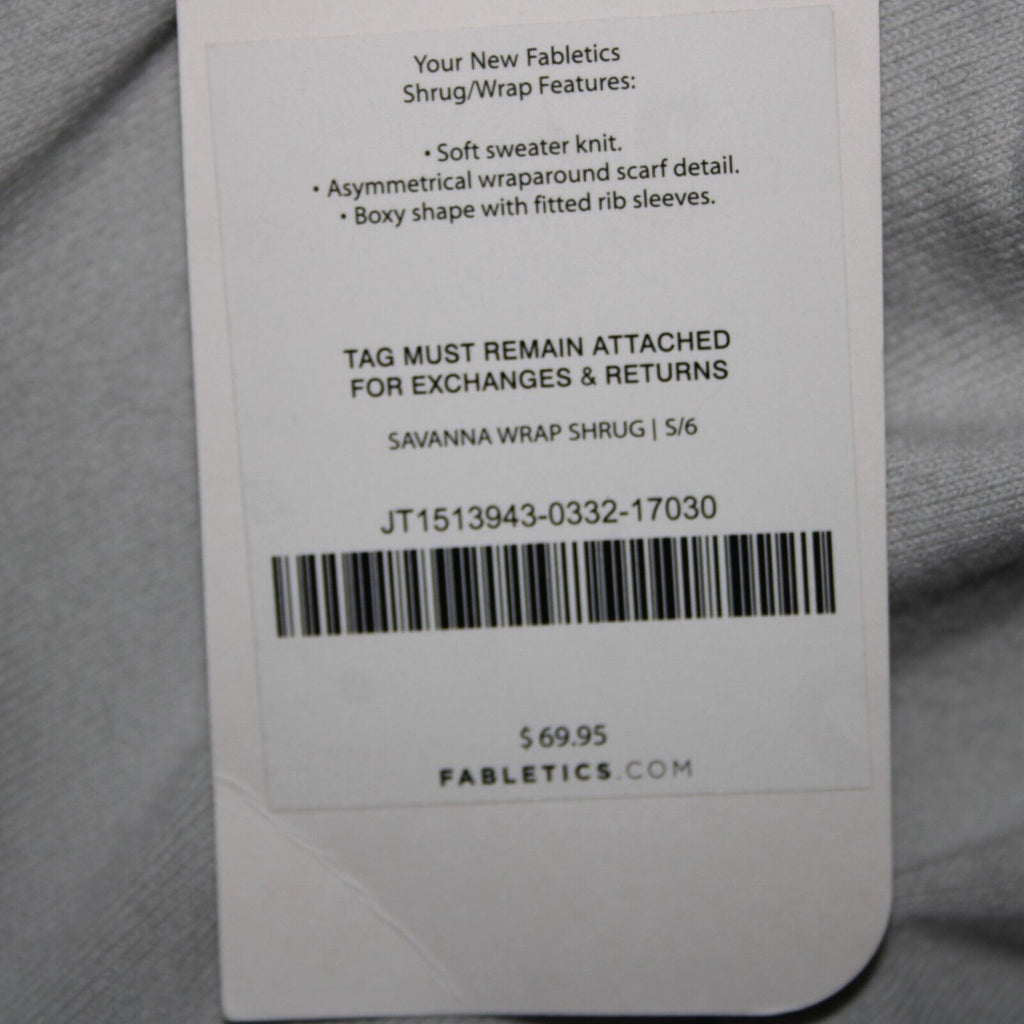 Your New Fabletics
Shrug/Wrap Features:
• Soft sweater knit.
• Asymmetrical wraparound scarf detail.
• Boxy shape with fitted rib sleeves.
TAG MUST REMAIN ATTACHED
FOR EXCHANGES & RETURNS
SAVANNA WRAP SHRUG | S/6
JT1513943-0332-17030
$ 69.95
FABLETICS.COM